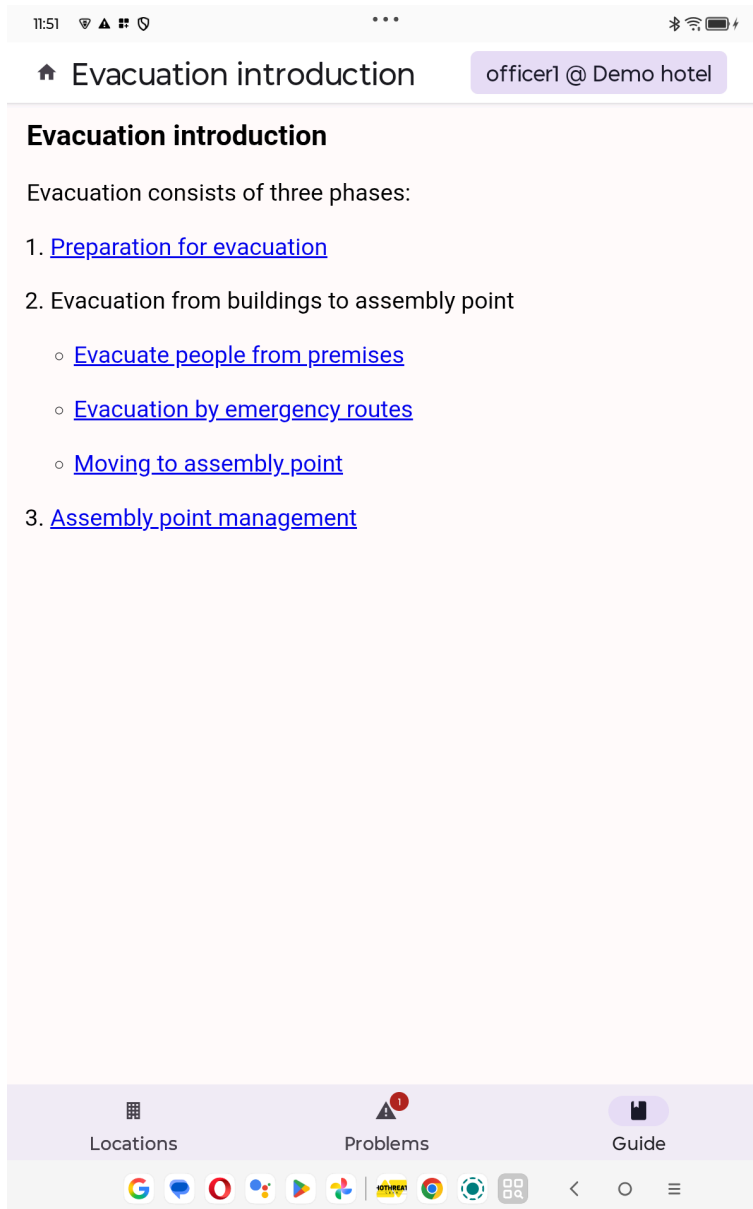 11:51
Evacuation introduction
officer1 @ Demo hotel
Evacuation introduction
Evacuation consists of three phases:
1. Preparation for evacuation
2. Evacuation from buildings to assembly point
Evacuate people from premises
Evacuation by emergency routes
Moving to assembly point
3. Assembly point management
1
Locations
Problems
Guide